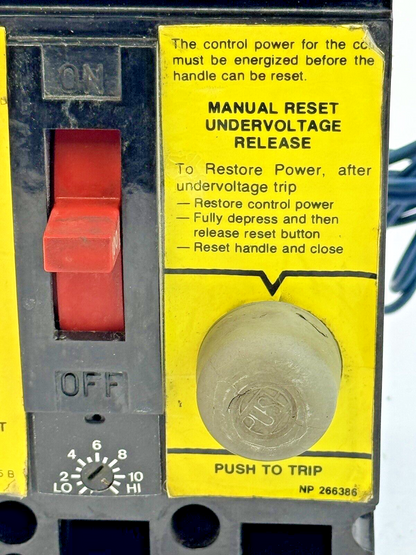 The control power for the
must be energized before the
handle can be reset.
MANUAL RESET
UNDERVOLTAGE
RELEASE
To Restore Power, after
undervoltage trip
— Restore control power
— Fully depress and then
release reset button
— Reset handle and close
PUSH
PUSH TO TRIP
NP 266386
ON
OFF
6
4 8
2 10
LO HI
T
5 B